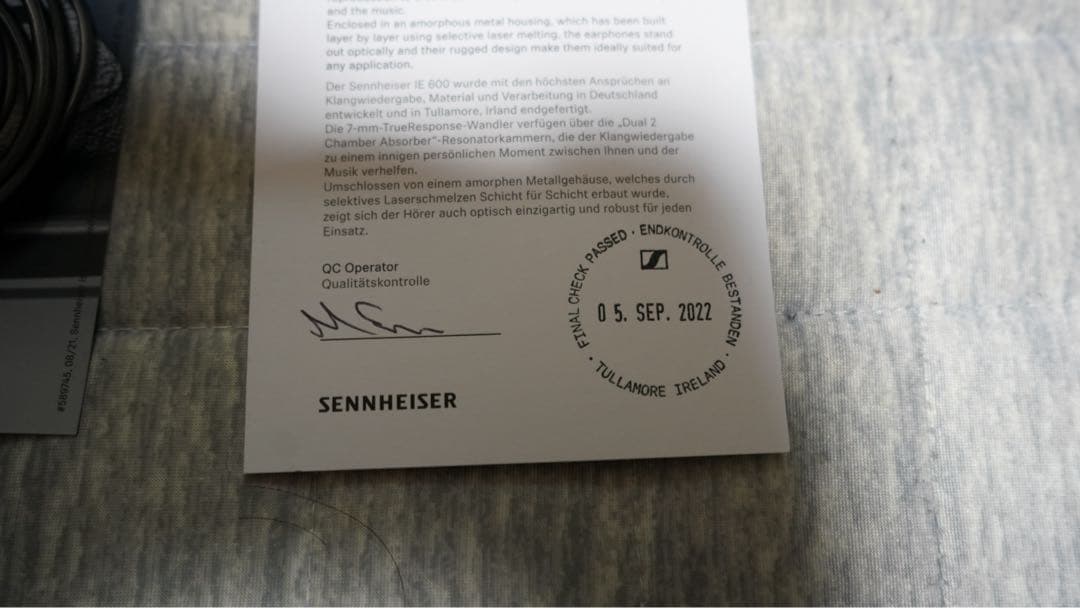 and the music.
Enclosed in an amorphous metal housing, which has been built
layer by layer using selective laser melting, the earphones stand
out optically and their rugged design make them ideally suited for
any application.
Der Sennheiser IE 600 wurde mit den höchsten Ansprüchen an
Klangwiedergabe, Material und Verarbeitung in Deutschland
entwickelt und in Tullamore, Irland endgefertigt.
Die 7-mm-TrueResponse-Wandler verfügen über die „Dual 2
Chamber Absorber“-Resonatorkammern, die der Klangwiedergabe
zu einem innigen persönlichen Moment zwischen Ihnen und der
Musik verhelfen.
Umschlossen von einem amorphen Metallgehäuse, welches durch
selektives Laserschmelzen Schicht für Schicht erbaut wurde,
zeigt sich der Hörer auch optisch einzigartig und robust für jeden
Einsatz.
QC Operator
Qualitätskontrolle
SENNHEISER
FINAL CHECK PASSED · ENDKONTROLLE BESTANDEN ·
0 5. SEP. 2022
· TULLAMORE IRELAND ·
#589745, 08/21, Sennheiser